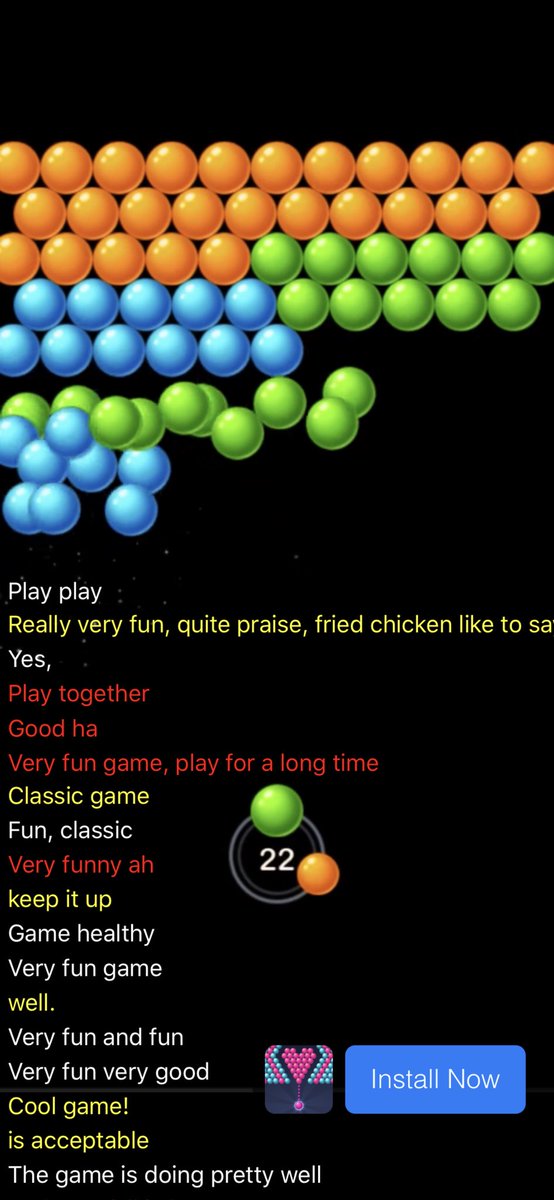 Play play
Really very fun, quite praise, fried chicken like to sa
Yes,
Play together
Good ha
Very fun game, play for a long time
Classic game
Fun, classic
22
Very funny ah
keep it up
Game healthy
Very fun game
well.
Very fun and fun
Very fun very good
Install Now
Cool game!
is acceptable
The game is doing pretty well